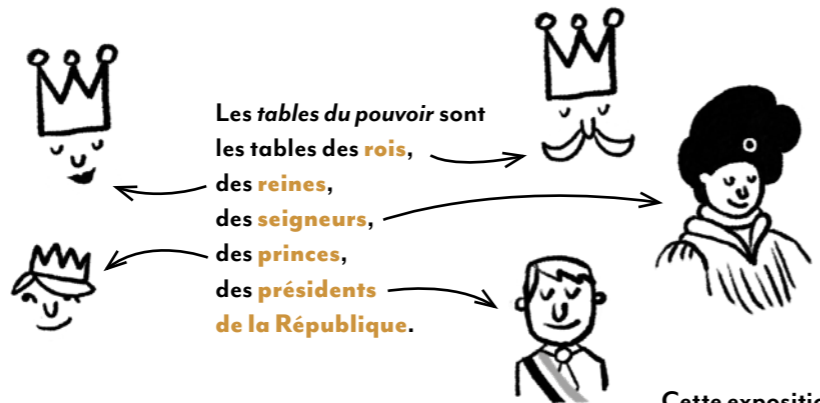 Les tables du pouvoir sont
les tables des rois,
des reines,
des seigneurs,
des princes,
des présidents
de la République.